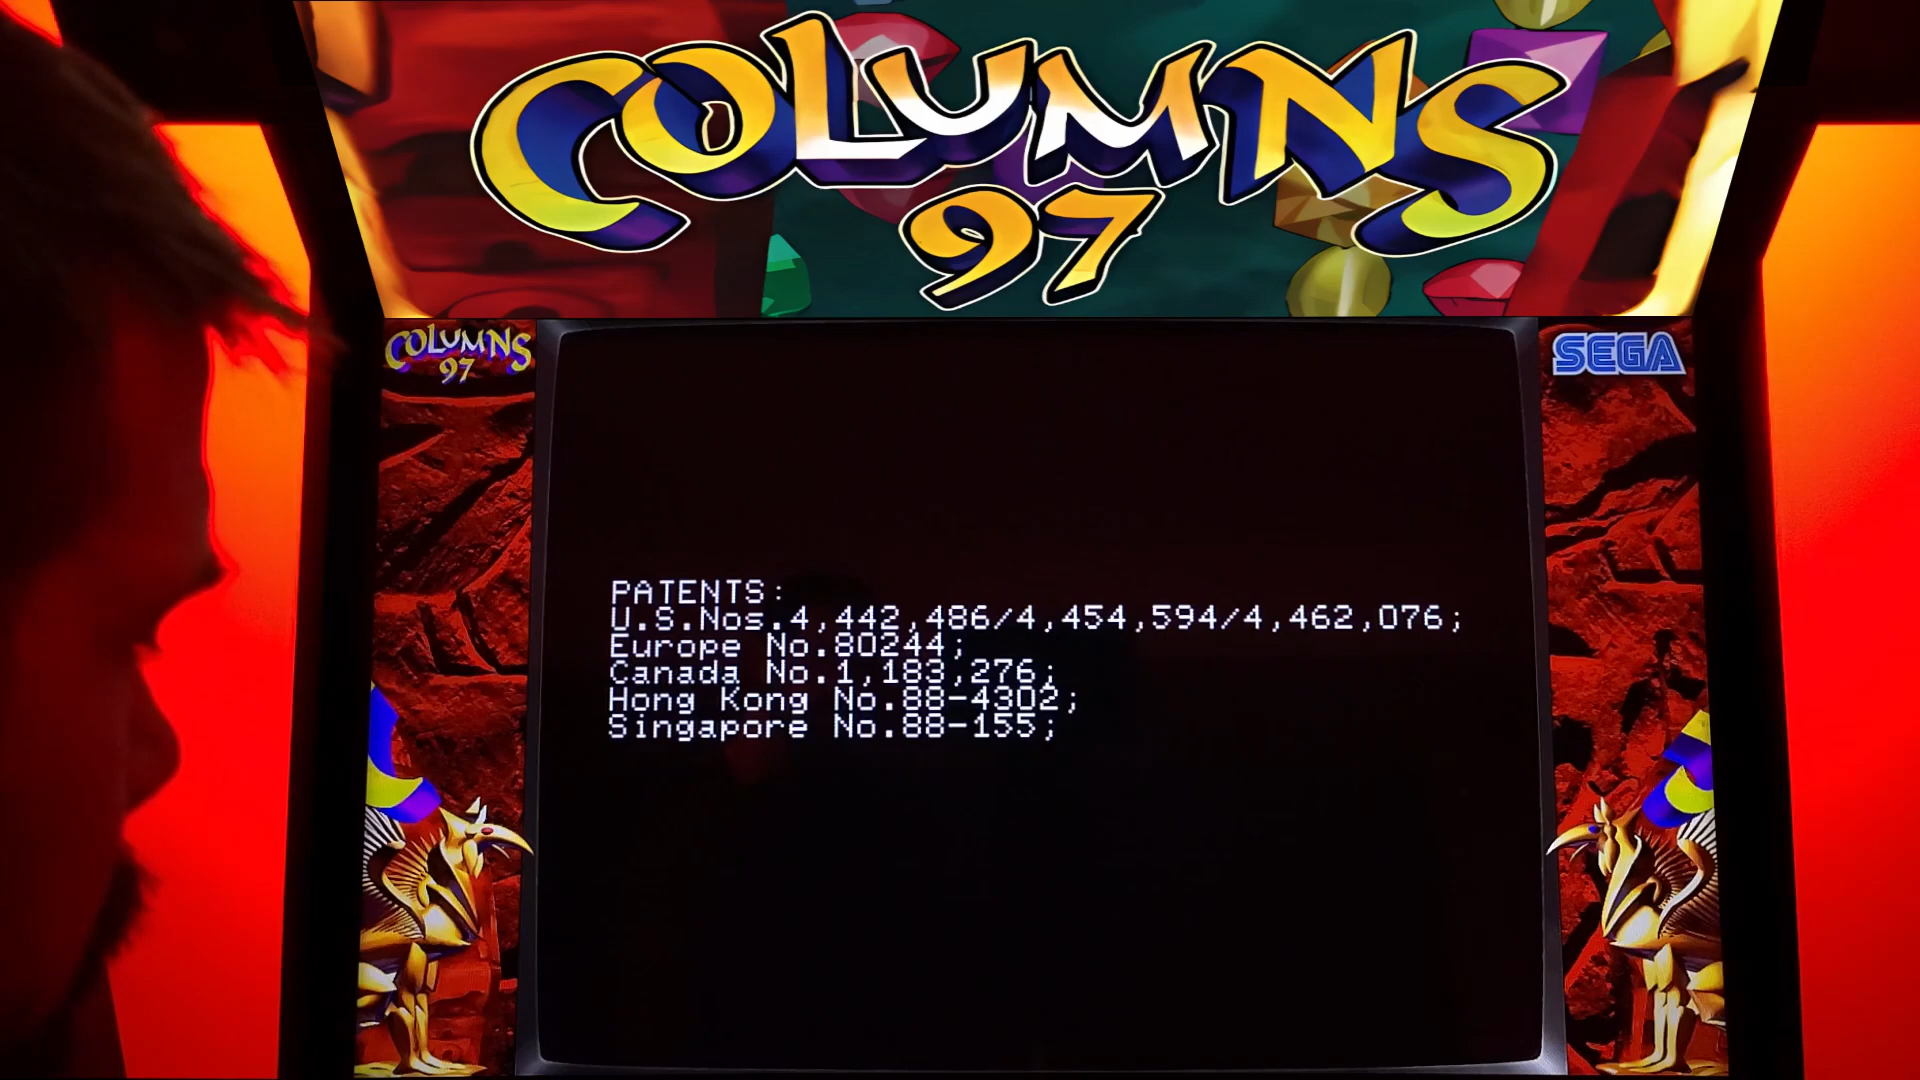 COLUMNS
97
COLUMNS
97
SEGA
PATENTS:
U.S.Nos.4,442,486/4,454,594/4,462,076;
Europe No.80244;
Canada No.1,183,276;
Hong Kong No.88-4302;
Singapore No.88-155;